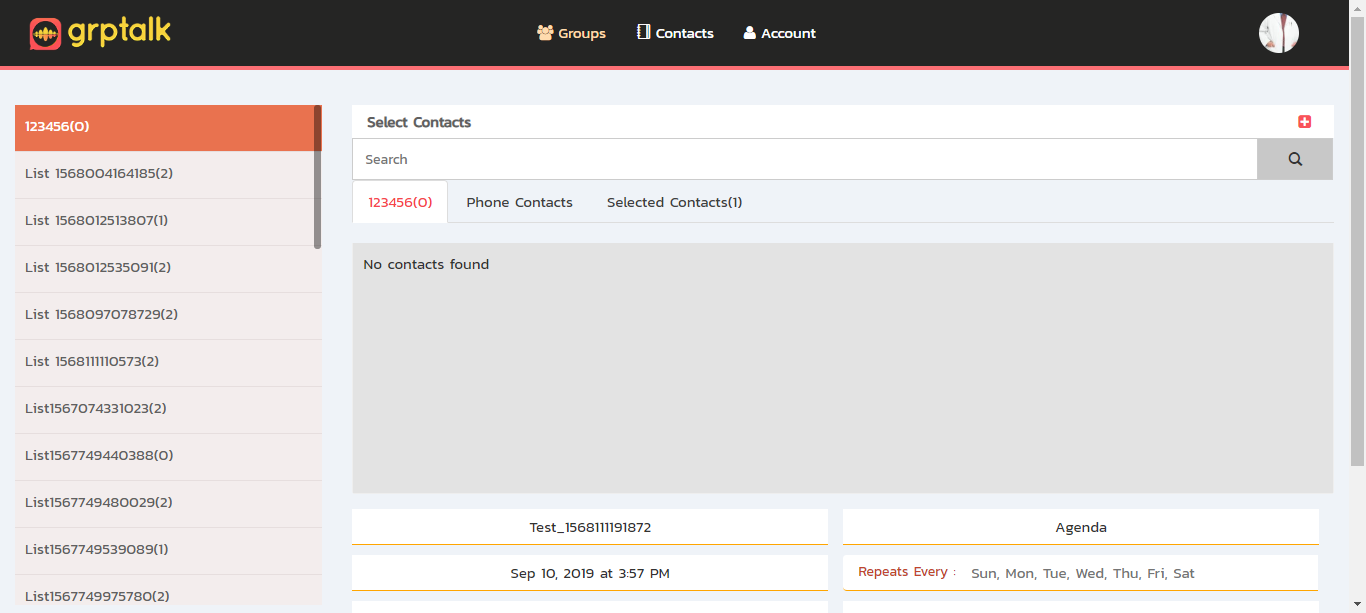 grptalk
Groups
Contacts
Account
123456(0)
List 1568004164185(2)
List 1568012513807(1)
List 1568012535091(2)
List 1568097078729(2)
List 1568111110573(2)
List1567074331023(2)
List1567749440388(0)
List1567749480029(2)
List1567749539089(1)
List1567749975780(2)
Select Contacts
Search
123456(0) Phone Contacts Selected Contacts(1)
No contacts found
Test_1568111191872
Agenda
Sep 10, 2019 at 3:57 PM
Repeats Every : Sun, Mon, Tue, Wed, Thu, Fri, Sat